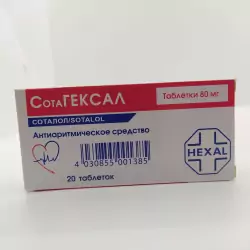 СотаГЕКСАЛ
Таблетки 80 мг
СОТАЛОЛ/SOTALOL
Антиаритмическое средство
HEXAL
4 030855 001385
20 таблеток